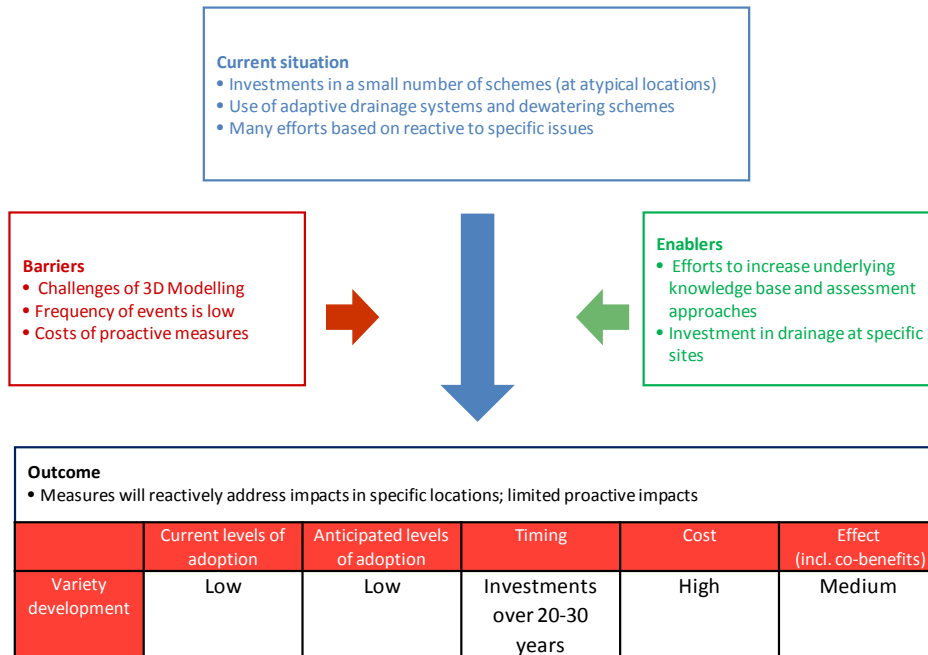 Current situation
• Investments in a small number of schemes (at atypical locations)
• Use of adaptive drainage systems and dewatering schemes
• Many efforts based on reactive to specific issues
Barriers
• Challenges of 3D Modelling
• Frequency of events is low
• Costs of proactive measures
Enablers
• Efforts to increase underlying
knowledge base and assessment
approaches
• Investment in drainage at specific
sites
Outcome
• Measures will reactively address impacts in specific locations; limited proactive impacts
Current levels of
adoption
Anticipated levels
of adoption
Timing
Cost
Effect
(incl. co-benefits)
Variety
development
Low
Low
Investments
over 20-30
years
High
Medium